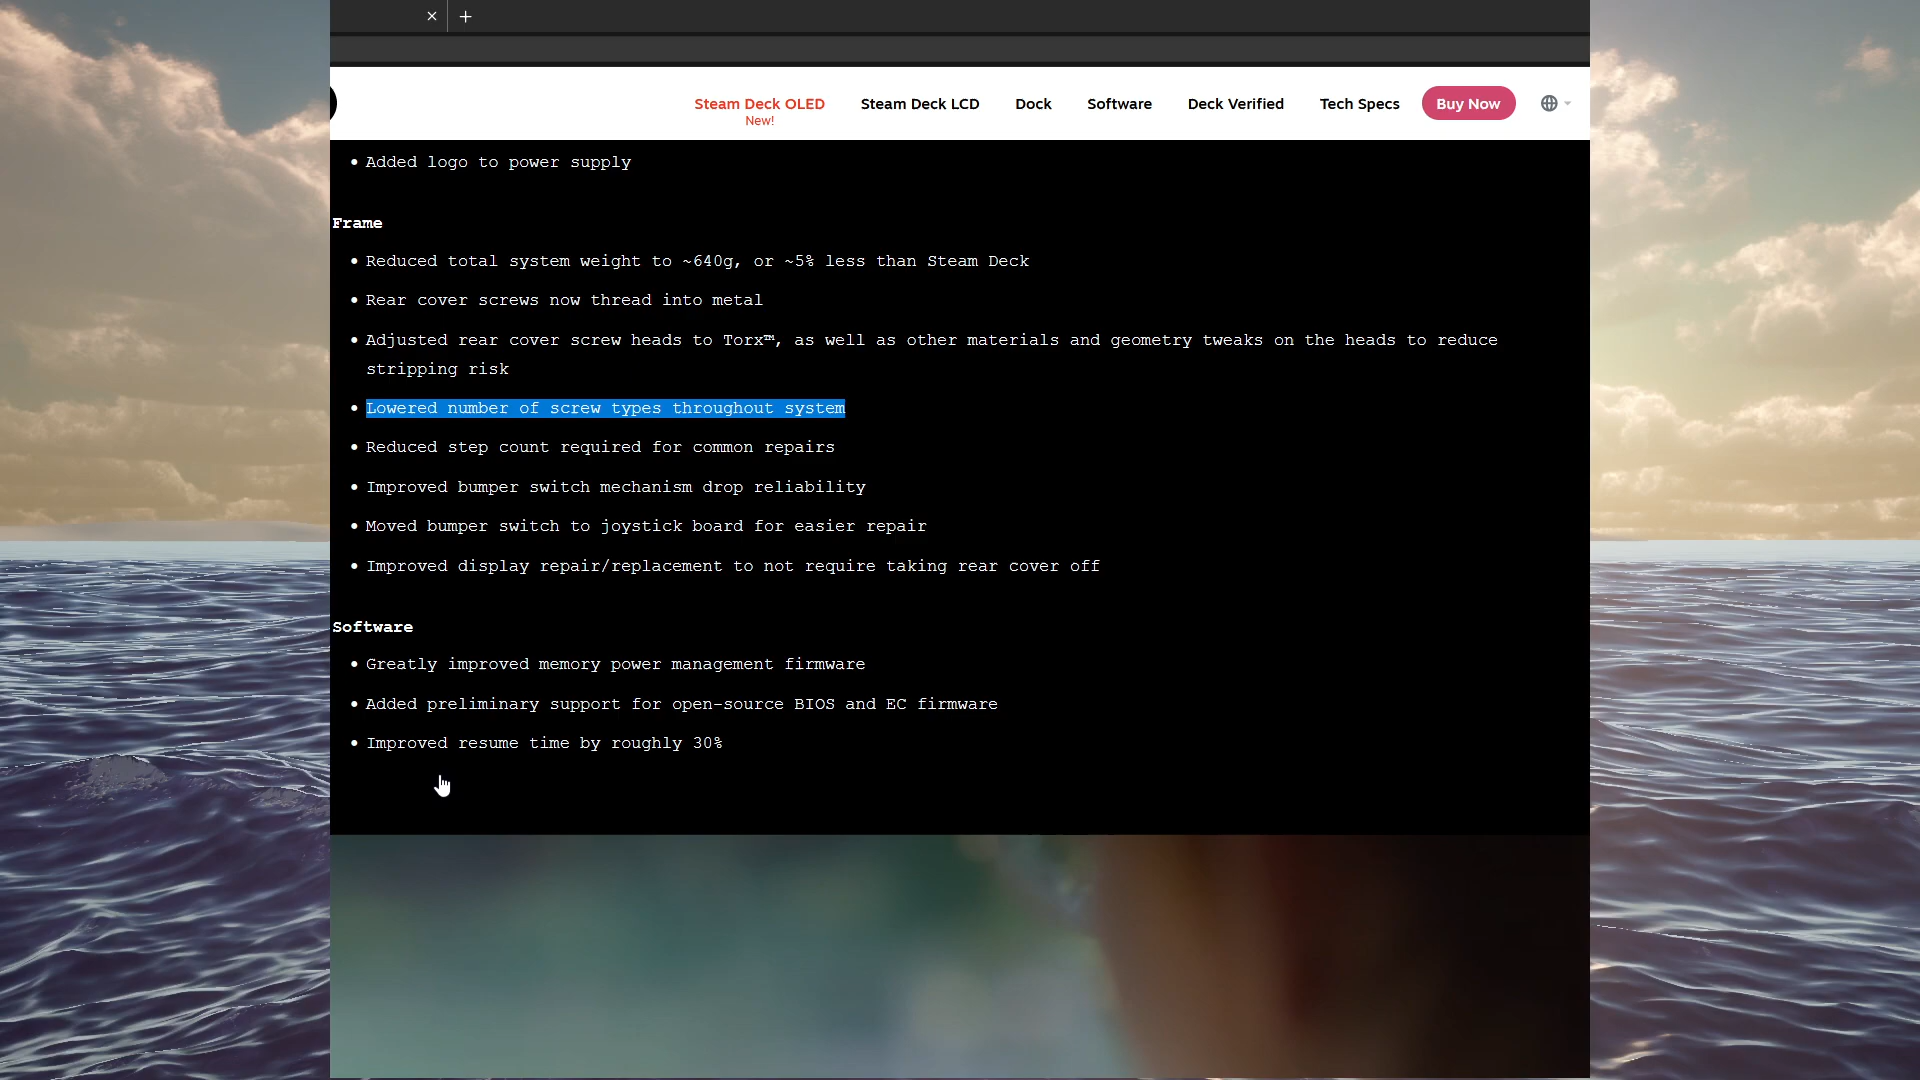 Steam Deck OLED Steam Deck LCD Dock Software Deck Verified Tech Specs Buy Now
New!
• Added logo to power supply
Frame
• Reduced total system weight to ~640g, or ~5% less than Steam Deck
• Rear cover screws now thread into metal
• Adjusted rear cover screw heads to Torx™, as well as other materials and geometry tweaks on the heads to reduce
stripping risk
• Lowered number of screw types throughout system
• Reduced step count required for common repairs
• Improved bumper switch mechanism drop reliability
• Moved bumper switch to joystick board for easier repair
• Improved display repair/replacement to not require taking rear cover off
Software
• Greatly improved memory power management firmware
• Added preliminary support for open-source BIOS and EC firmware
• Improved resume time by roughly 30%